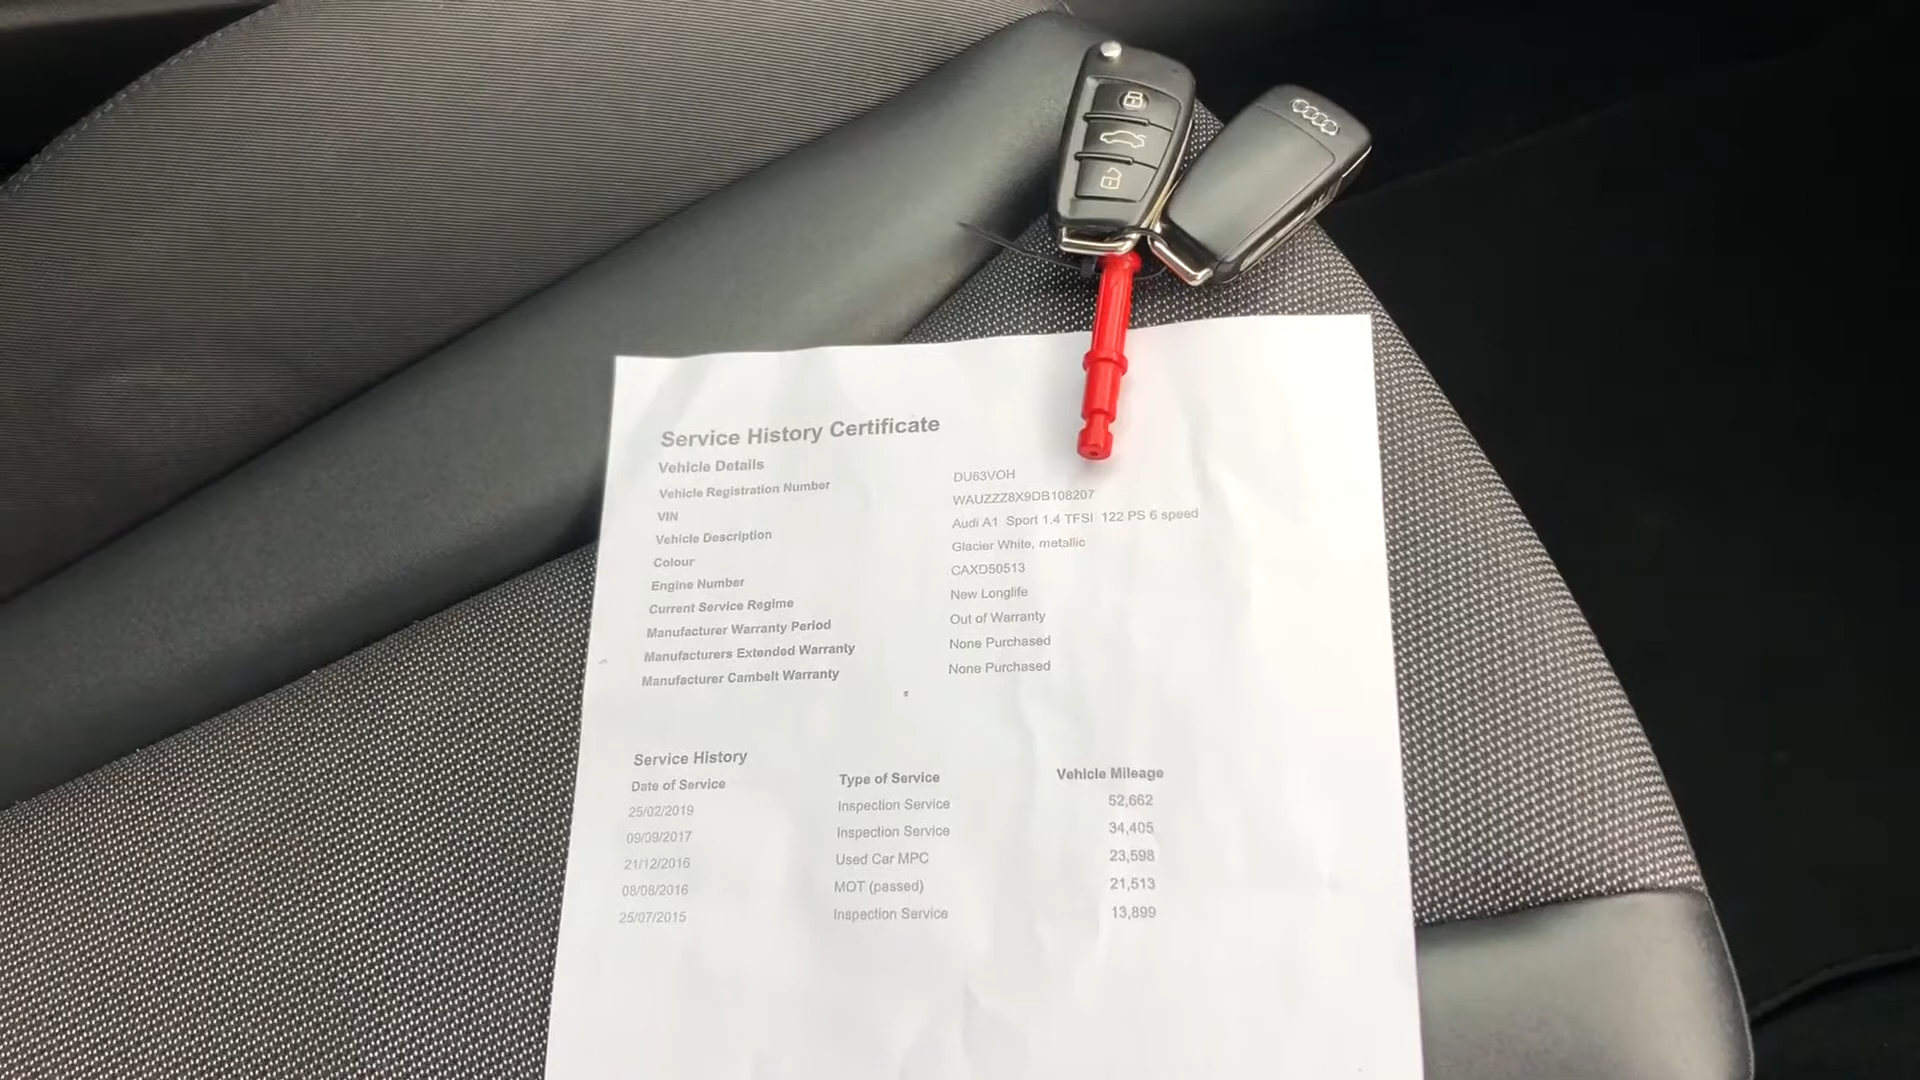 Service History Certificate
Vehicle Details
Vehicle Registration Number DU63VOH
VIN WAUZZZ8X9DB108207
Vehicle Description Audi A1 Sport 1.4 TFSI 122 PS 6 speed
Colour Glacier White, metallic
Engine Number CAXD50513
Current Service Regime New Longlife
Manufacturer Warranty Period Out of Warranty
Manufacturers Extended Warranty None Purchased
Manufacturer Cambelt Warranty None Purchased
Service History
Date of Service Type of Service Vehicle Mileage
25/02/2019 Inspection Service 52,662
09/09/2017 Inspection Service 34,405
21/12/2016 Used Car MPC 23,598
08/08/2016 MOT (passed) 21,513
25/07/2015 Inspection Service 13,899